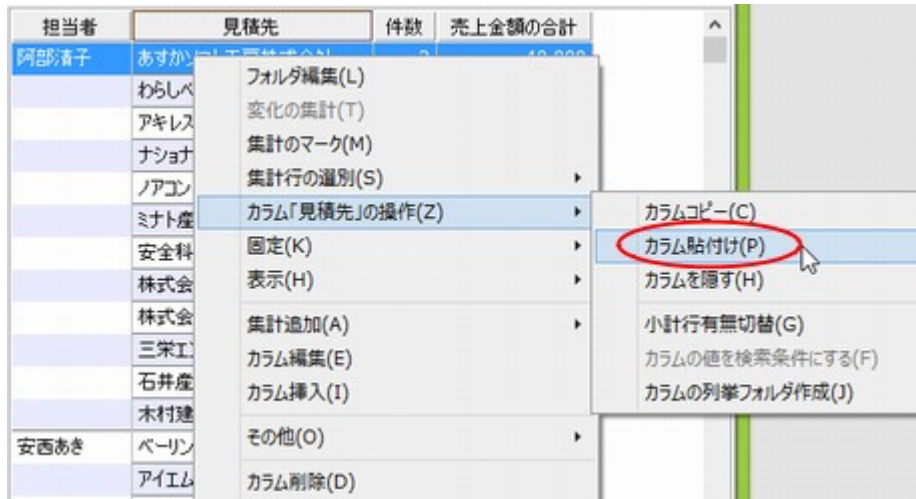 担当者 見積先 件数 売上金額の合計
阿部清子
わらしべ
アキレス
ナショナ
ノアコン
ミナト産
安全科
株式会
株式会
三栄エ
石井産
木村建
安西あき ベーリン
アイエム
フォルダ編集(L)
変化の集計(T)
集計のマーク(M)
集計行の選別(S)
カラム「見積先」の操作(Z)
固定(K)
表示(H)
集計追加(A)
カラム編集(E)
カラム挿入(I)
その他(O)
カラム削除(D)
カラムコピー(C)
カラム貼付け(P)
カラムを隠す(H)
小計行有無切替(G)
カラムの値を検索条件にする(F)
カラムの列挙フォルダ作成(J)